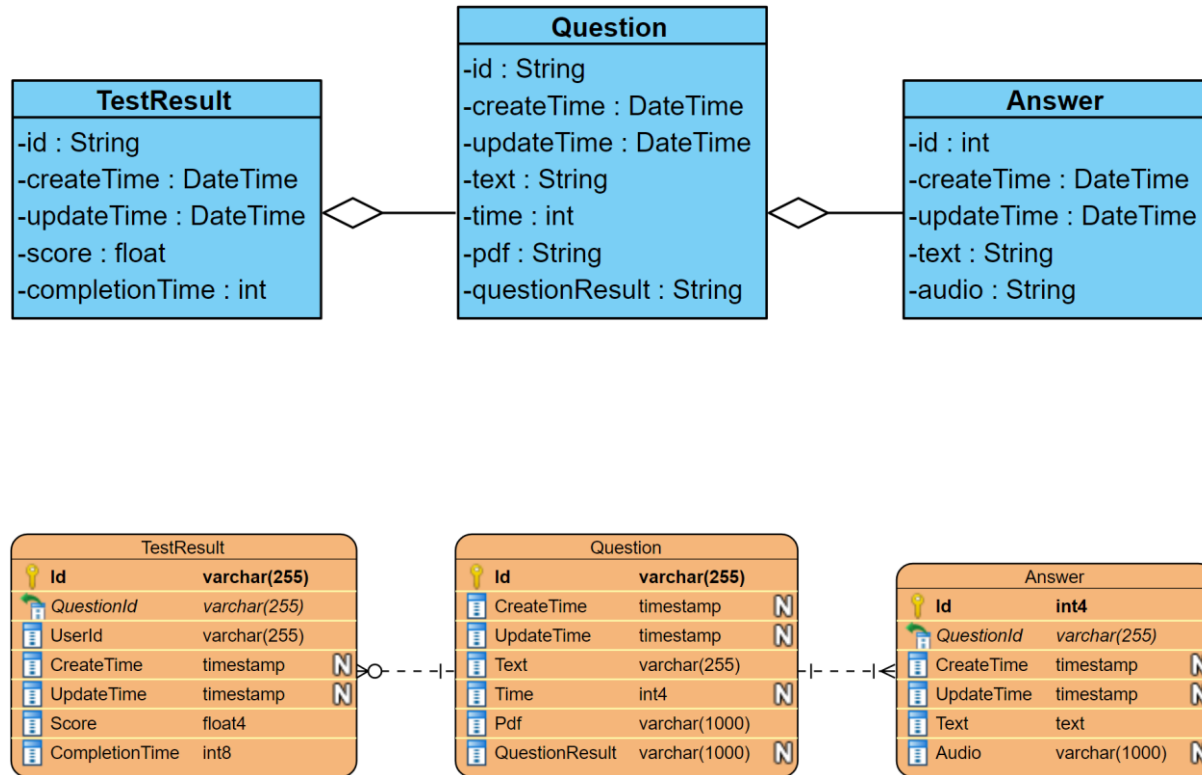 TestResult
-id : String
-createTime : DateTime
-updateTime : DateTime
-score : float
-completionTime : int
Question
-id : String
-createTime : DateTime
-updateTime : DateTime
-text : String
-time : int
-pdf : String
-questionResult : String
Answer
-id : int
-createTime : DateTime
-updateTime : DateTime
-text : String
-audio : String
TestResult
Id varchar(255)
QuestionId varchar(255)
UserId varchar(255)
CreateTime timestamp N
UpdateTime timestamp N
Score float4
CompletionTime int8
Question
Id varchar(255)
CreateTime timestamp N
UpdateTime timestamp N
Text varchar(255)
Time int4 N
Pdf varchar(1000)
QuestionResult varchar(1000) N
Answer
Id int4
QuestionId varchar(255)
CreateTime timestamp N
UpdateTime timestamp N
Text text
Audio varchar(1000) N